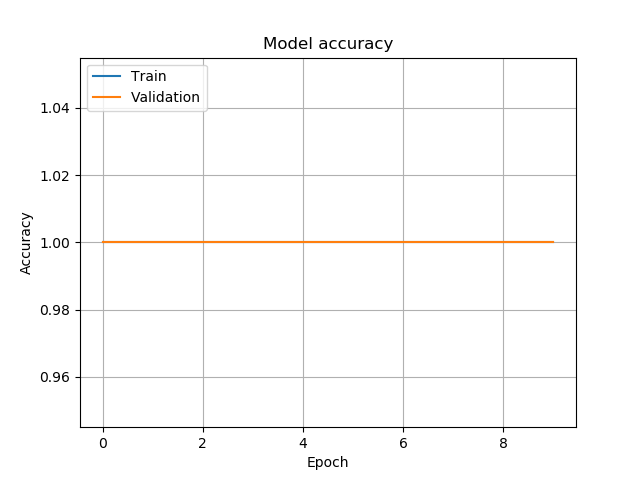 Model accuracy
Train
Validation
1.04
1.02
1.00
0.98
0.96
Accuracy
0 2 4 6 8
Epoch